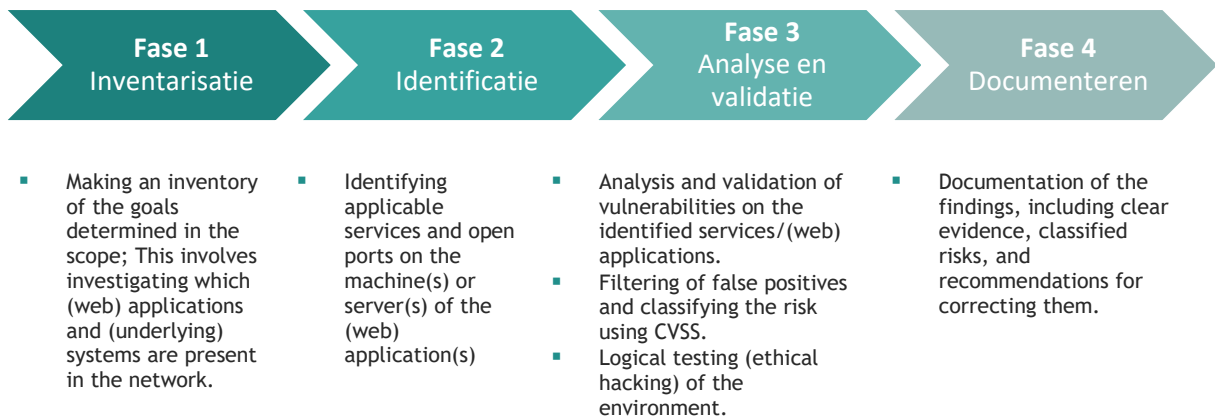 Fase 1
Inventarisatie
Fase 2
Identificatie
Fase 3
Analyse en
validatie
Fase 4
Documenteren
▪ Making an inventory
of the goals
determined in the
scope; This involves
investigating which
(web) applications
and (underlying)
systems are present
in the network.
▪ Identifying
applicable
services and open
ports on the
machine(s) or
server(s) of the
(web)
application(s)
▪ Analysis and validation of
vulnerabilities on the
identified services/(web)
applications.
▪ Filtering of false positives
and classifying the risk
using CVSS.
▪ Logical testing (ethical
hacking) of the
environment.
▪ Documentation of the
findings, including clear
evidence, classified
risks, and
recommendations for
correcting them.